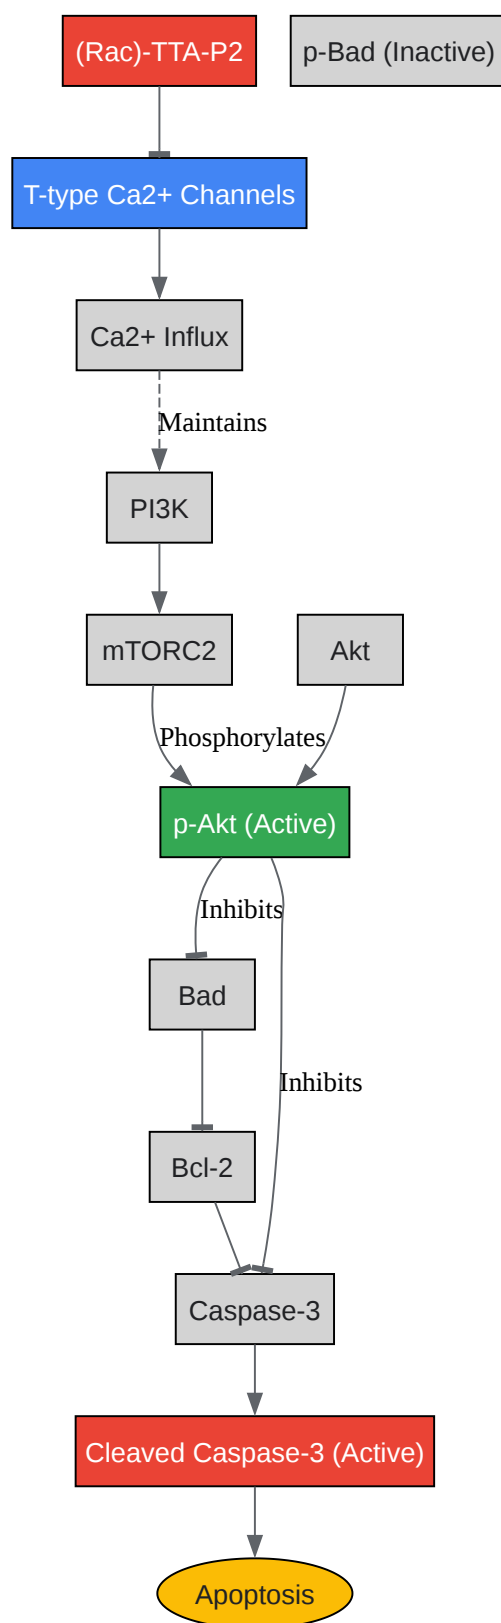 (Rac)-TTA-P2
p-Bad (Inactive)
T-type Ca2+ Channels
Ca2+ Influx
Maintains
PI3K
mTORC2
Akt
Phosphorylates
p-Akt (Active)
Inhibits
Bad
Inhibits
Bcl-2
Caspase-3
Cleaved Caspase-3 (Active)
Apoptosis